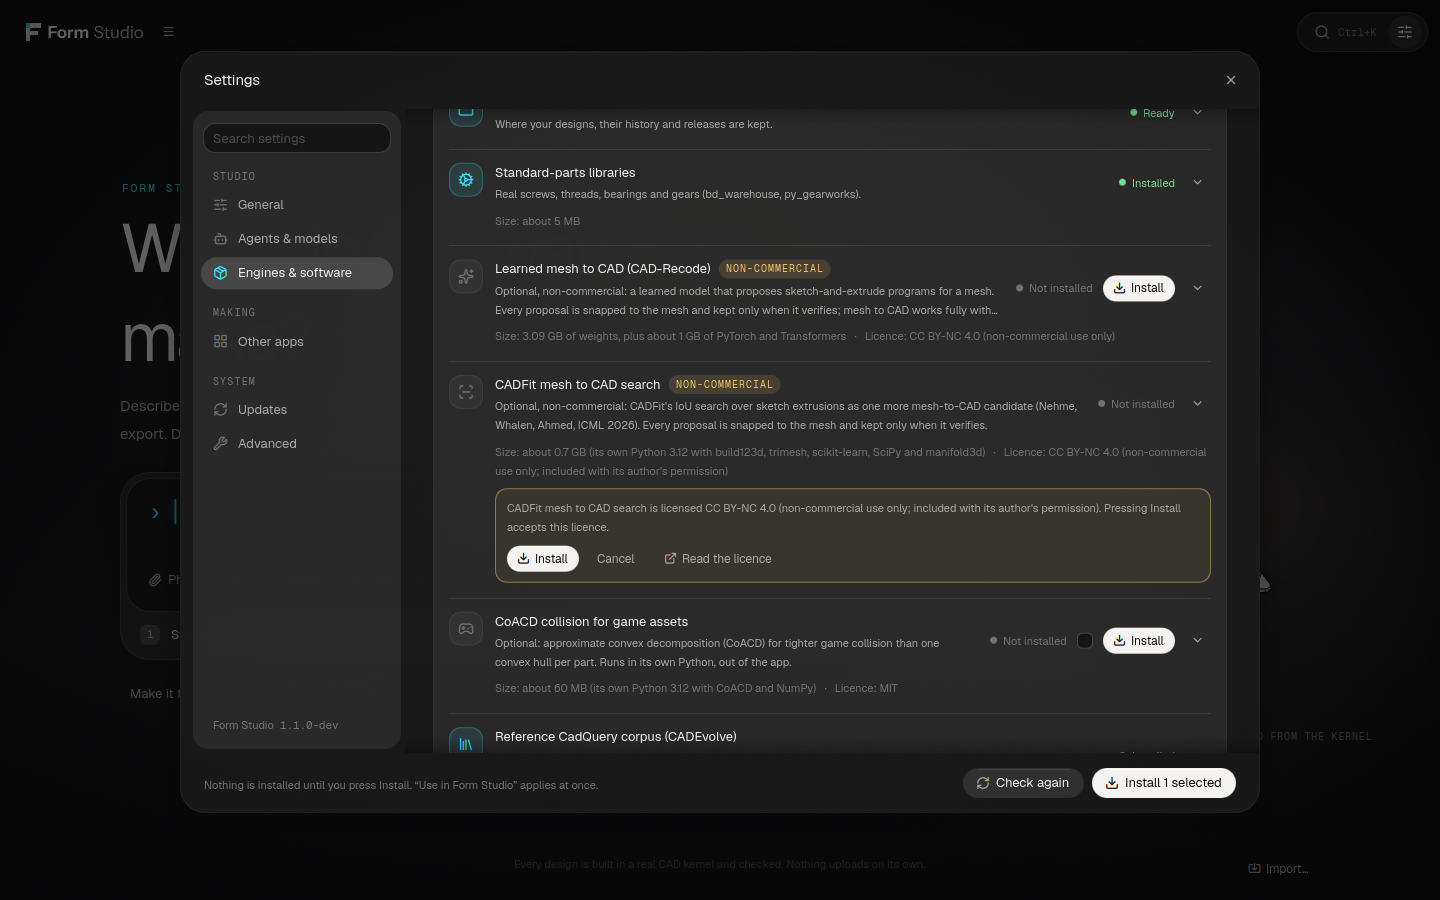 Form Studio
Ctrl+K
Settings
Search settings
STUDIO
General
Agents & models
Engines & software
MAKING
Other apps
SYSTEM
Updates
Advanced
Form Studio 1.1.0-dev
Where your designs, their history and releases are kept.
Ready
Standard-parts libraries
Real screws, threads, bearings and gears (bd_warehouse, py_gearworks).
Installed
Size: about 5 MB
Learned mesh to CAD (CAD-Recode) NON-COMMERCIAL
Optional, non-commercial: a learned model that proposes sketch-and-extrude programs for a mesh.
Every proposal is snapped to the mesh and kept only when it verifies; mesh to CAD works fully with…
Not installed
Install
Size: 3.09 GB of weights, plus about 1 GB of PyTorch and Transformers · Licence: CC BY-NC 4.0 (non-commercial use only)
CADFit mesh to CAD search NON-COMMERCIAL
Optional, non-commercial: CADFit's IoU search over sketch extrusions as one more mesh-to-CAD candidate (Nehme,
Whalen, Ahmed, ICML 2026). Every proposal is snapped to the mesh and kept only when it verifies.
Not installed
Size: about 0.7 GB (its own Python 3.12 with build123d, trimesh, scikit-learn, SciPy and manifold3d) · Licence: CC BY-NC 4.0 (non-commercial
use only; included with its author's permission)
CADFit mesh to CAD search is licensed CC BY-NC 4.0 (non-commercial use only; included with its author's permission). Pressing Install
accepts this licence.
Install
Cancel
Read the licence
CoACD collision for game assets
Optional: approximate convex decomposition (CoACD) for tighter game collision than one
convex hull per part. Runs in its own Python, out of the app.
Not installed
Install
Size: about 60 MB (its own Python 3.12 with CoACD and NumPy) · Licence: MIT
Reference CadQuery corpus (CADEvolve)
Nothing is installed until you press Install. “Use in Form Studio” applies at once.
Check again
Install 1 selected
FORM ST
W
m
Describe
export. D
1
Make it f
FROM THE KERNEL
Every design is built in a real CAD kernel and checked. Nothing uploads on its own.
Import…